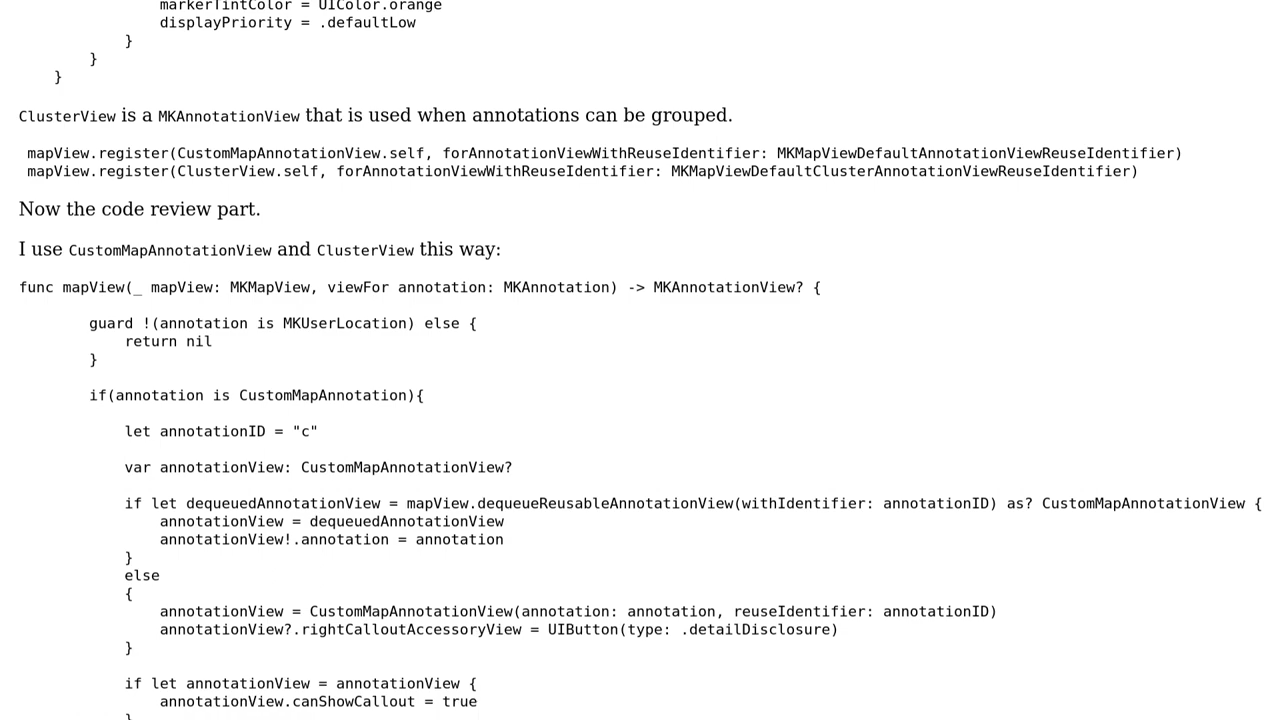 markerTintColor = UIColor.orange
displayPriority = .defaultLow
}
}
}
ClusterView is a MKAnnotationView that is used when annotations can be grouped.
mapView.register(CustomMapAnnotationView.self, forAnnotationViewWithReuseIdentifier: MKMapViewDefaultAnnotationViewReuseIdentifier)
mapView.register(ClusterView.self, forAnnotationViewWithReuseIdentifier: MKMapViewDefaultClusterAnnotationViewReuseIdentifier)
Now the code review part.
I use CustomMapAnnotationView and ClusterView this way:
func mapView(_ mapView: MKMapView, viewFor annotation: MKAnnotation) -> MKAnnotationView? {
guard !(annotation is MKUserLocation) else {
return nil
}
if(annotation is CustomMapAnnotation){
let annotationID = "c"
var annotationView: CustomMapAnnotationView?
if let dequeuedAnnotationView = mapView.dequeueReusableAnnotationView(withIdentifier: annotationID) as? CustomMapAnnotationView {
annotationView = dequeuedAnnotationView
annotationView!.annotation = annotation
}
else
{
annotationView = CustomMapAnnotationView(annotation: annotation, reuseIdentifier: annotationID)
annotationView?.rightCalloutAccessoryView = UIButton(type: .detailDisclosure)
}
if let annotationView = annotationView {
annotationView.canShowCallout = true
}